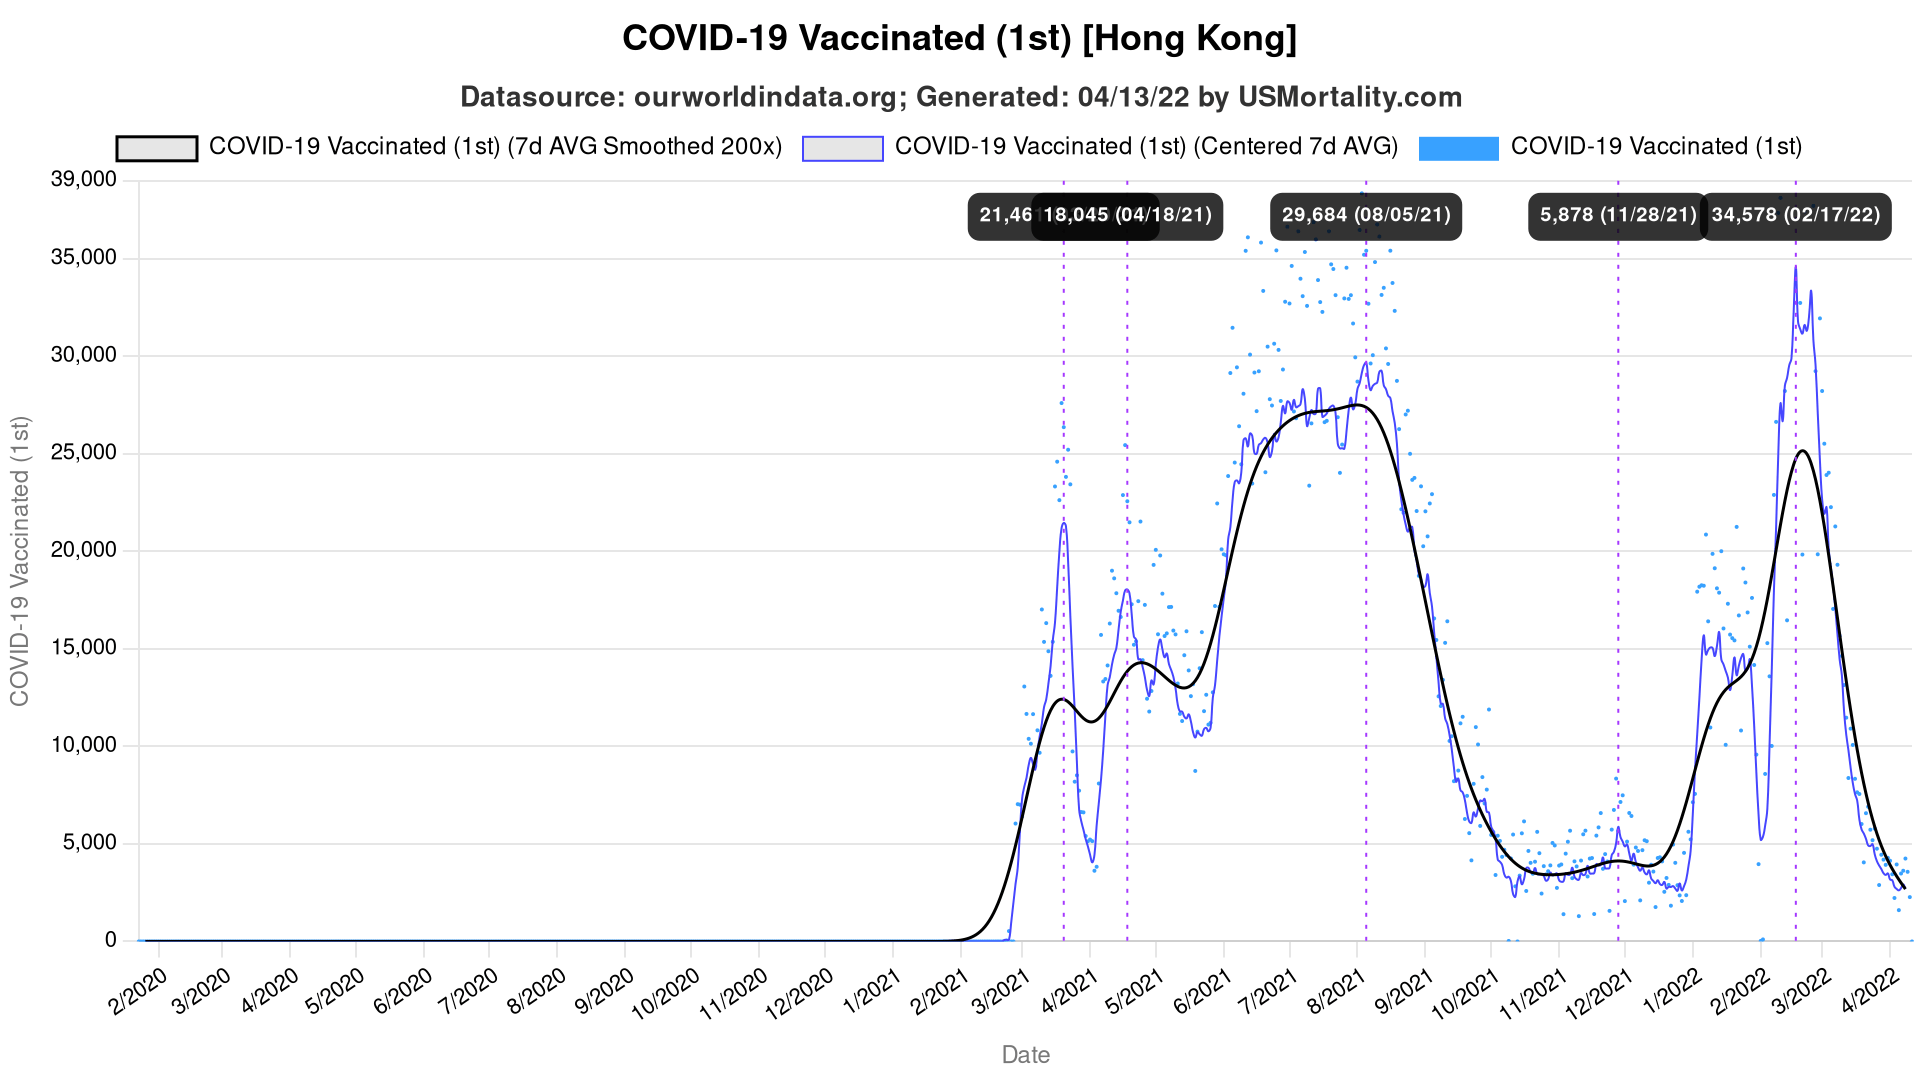 COVID-19 Vaccinated (1st) [Hong Kong]
Datasource: ourworldindata.org; Generated: 04/13/22 by USMortality.com
COVID-19 Vaccinated (1st) (7d AVG Smoothed 200x) COVID-19 Vaccinated (1st) (Centered 7d AVG) COVID-19 Vaccinated (1st)
39,000
21,46 18,045 (04/18/21) 29,684 (08/05/21) 5,878 (11/28/21) 34,578 (02/17/22)
35,000
30,000
25,000
20,000
15,000
10,000
5,000
0
COVID-19 Vaccinated (1st)
2/2020 3/2020 4/2020 5/2020 6/2020 7/2020 8/2020 9/2020 10/2020 11/2020 12/2020 1/2021 2/2021 3/2021 4/2021 5/2021 6/2021 7/2021 8/2021 9/2021 10/2021 11/2021 12/2021 1/2022 2/2022 3/2022 4/2022
Date